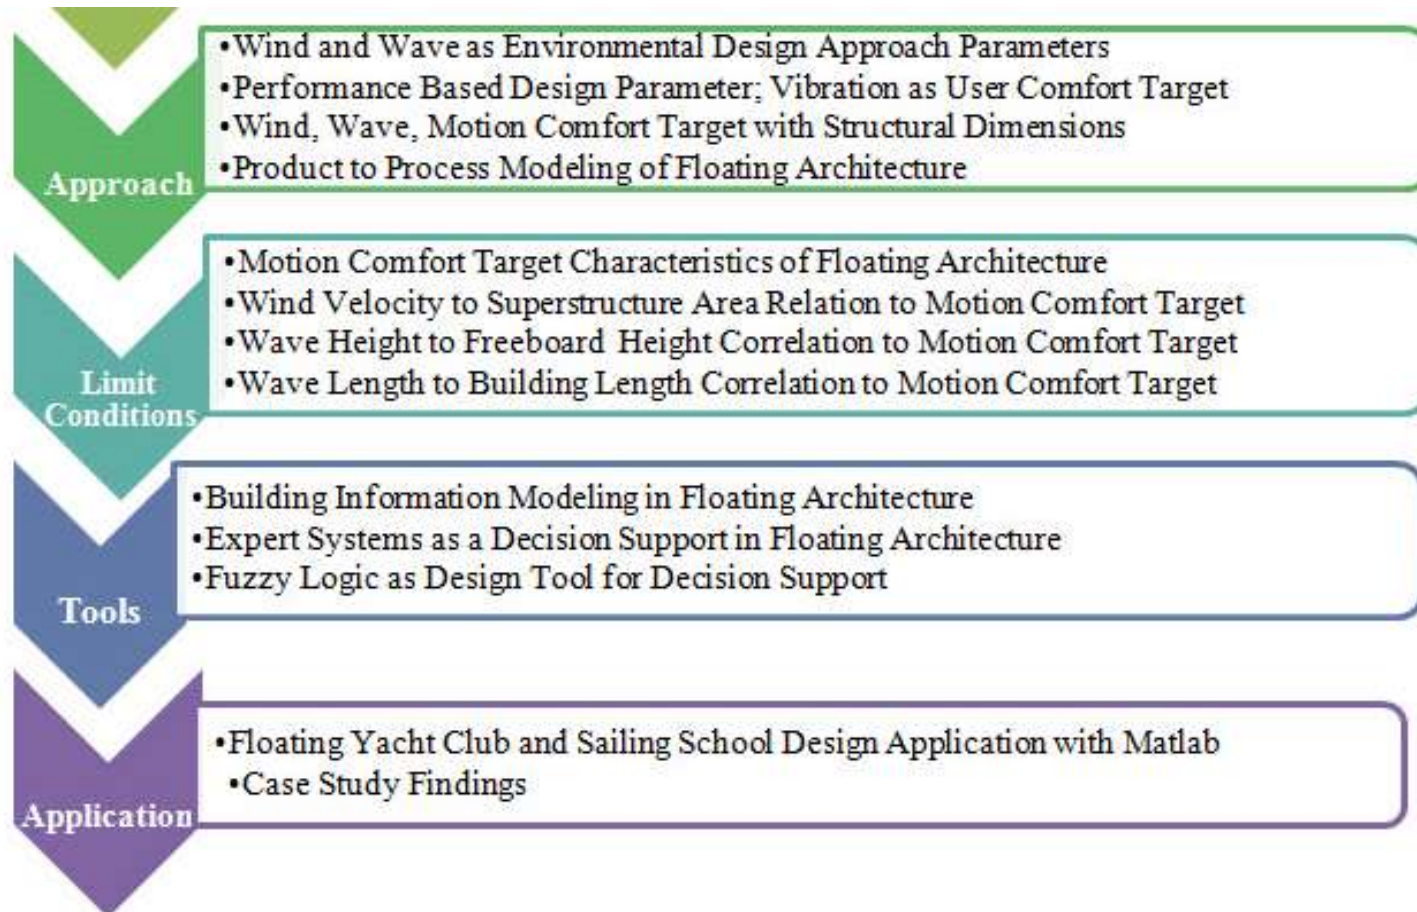 •Wind and Wave as Environmental Design Approach Parameters
•Performance Based Design Parameter; Vibration as User Comfort Target
•Wind, Wave, Motion Comfort Target with Structural Dimensions
•Product to Process Modeling of Floating Architecture
Approach
•Motion Comfort Target Characteristics of Floating Architecture
•Wind Velocity to Superstructure Area Relation to Motion Comfort Target
•Wave Height to Freeboard Height Correlation to Motion Comfort Target
•Wave Length to Building Length Correlation to Motion Comfort Target
Limit
Conditions
•Building Information Modeling in Floating Architecture
•Expert Systems as a Decision Support in Floating Architecture
•Fuzzy Logic as Design Tool for Decision Support
Tools
•Floating Yacht Club and Sailing School Design Application with Matlab
•Case Study Findings
Application